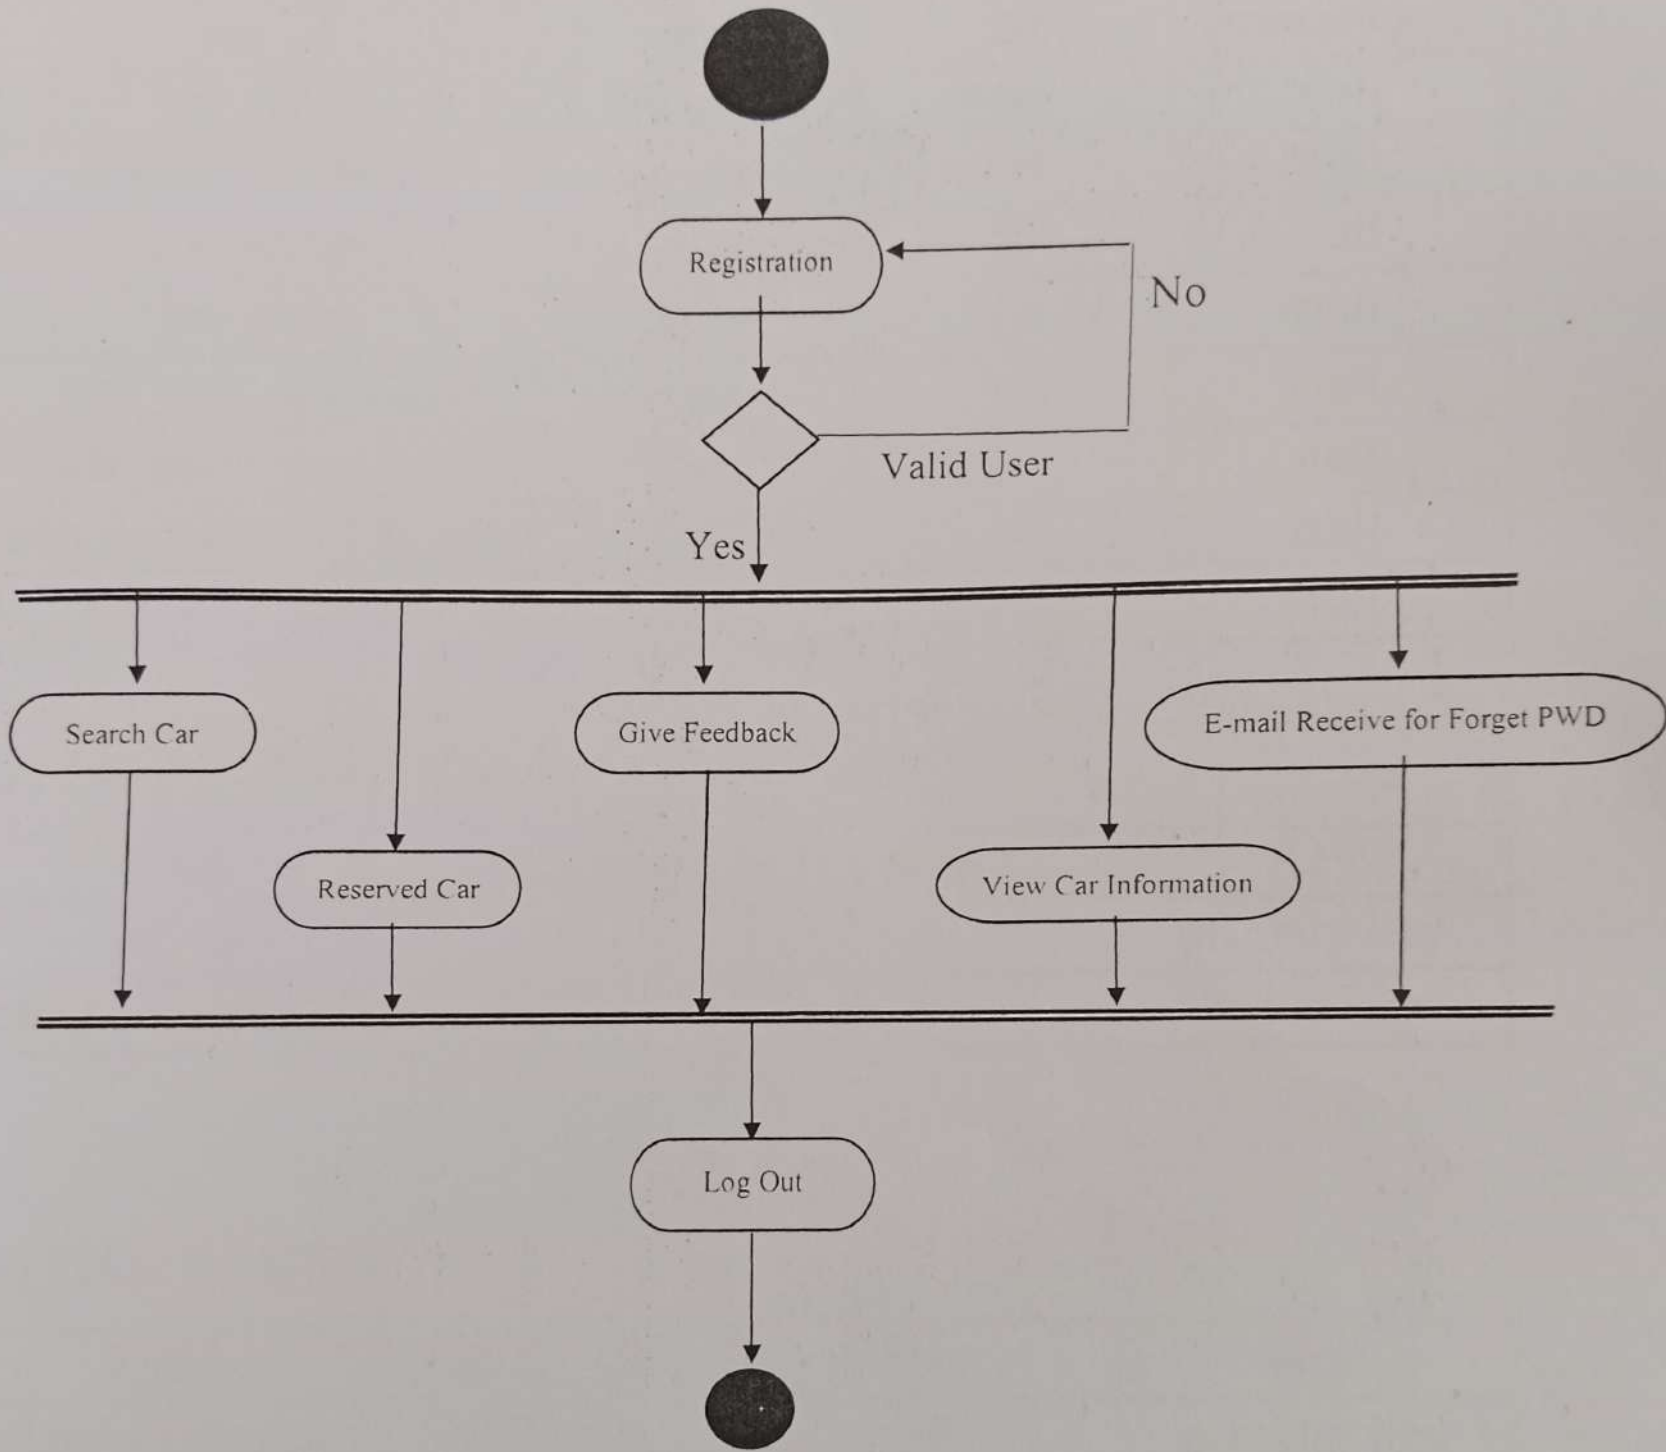 Registration
No
Valid User
Yes
Search Car
Give Feedback
E-mail Receive for Forget PWD
Reserved Car
View Car Information
Log Out